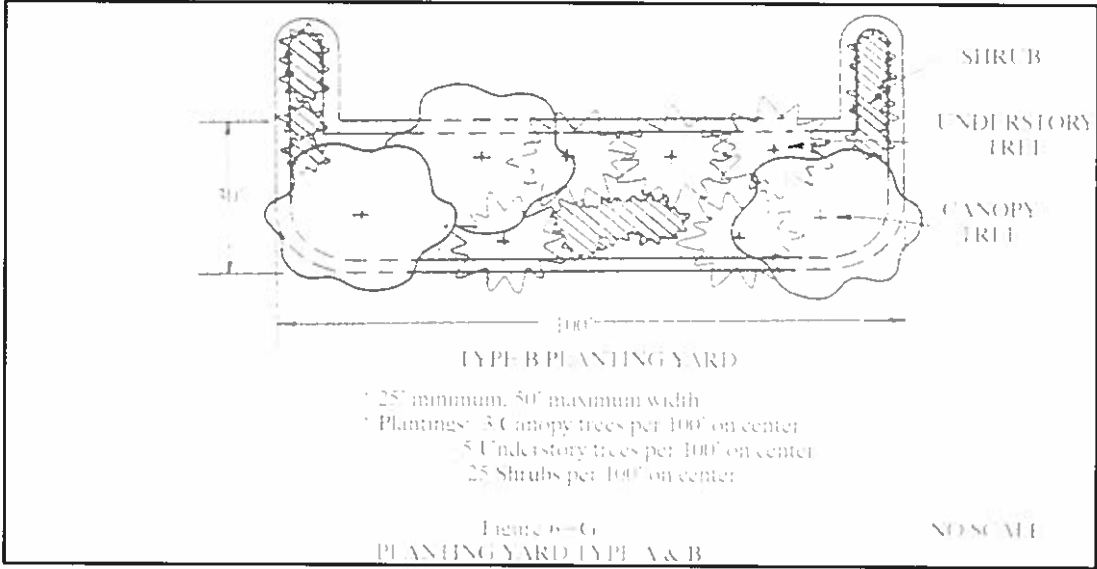 SHRUB
UNDERSTORY
TREE
30'
CANOPY
TREE
100'
TYPE B PLANTING YARD
* 25' minimum, 50' maximum width
* Plantings: 3 Canopy trees per 100' on center
5 Understory trees per 100' on center
25 Shrubs per 100' on center
Figure 6-G
NO SCALE
PLANTING YARD TYPE A & B